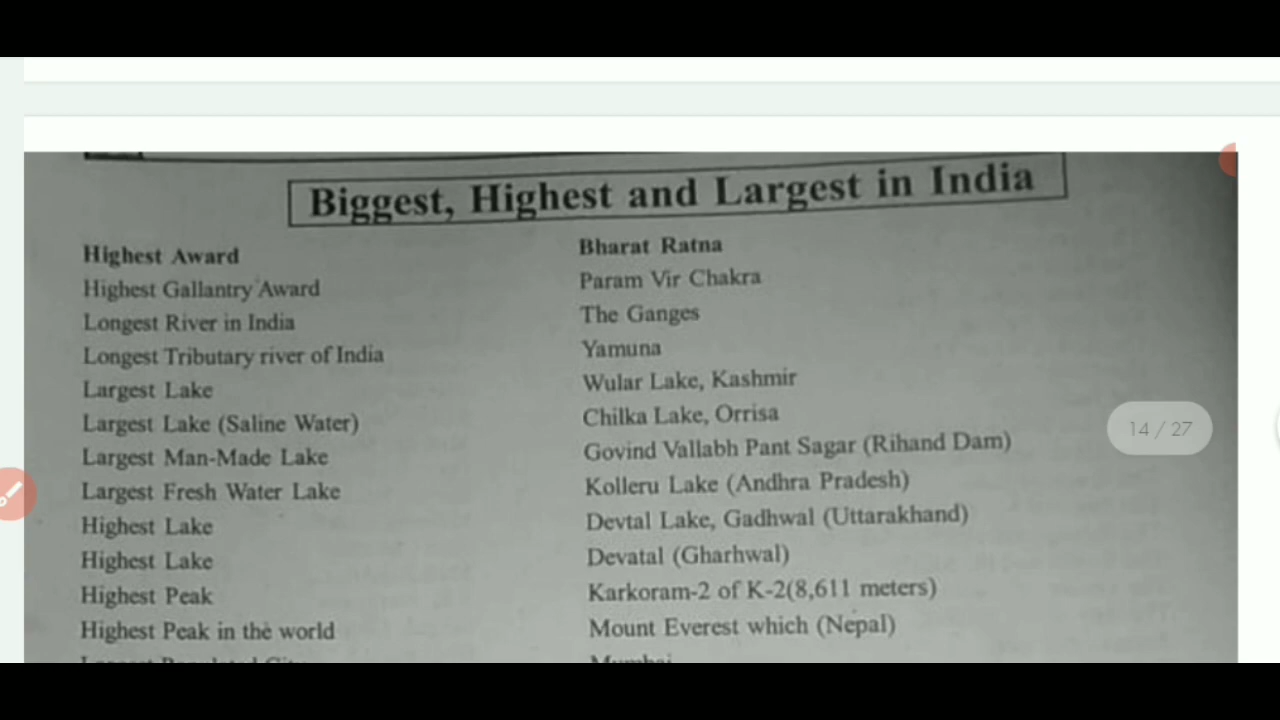 Biggest, Highest and Largest in India
Highest Award Bharat Ratna
Highest Gallantry Award Param Vir Chakra
Longest River in India The Ganges
Longest Tributary river of India Yamuna
Largest Lake Wular Lake, Kashmir
Largest Lake (Saline Water) Chilka Lake, Orrisa
Largest Man-Made Lake Govind Vallabh Pant Sagar (Rihand Dam)
Largest Fresh Water Lake Kolleru Lake (Andhra Pradesh)
Highest Lake Devtal Lake, Gadhwal (Uttarakhand)
Highest Lake Devatal (Gharhwal)
Highest Peak Karkoram-2 of K-2(8,611 meters)
Highest Peak in the world Mount Everest which (Nepal)
14 / 27